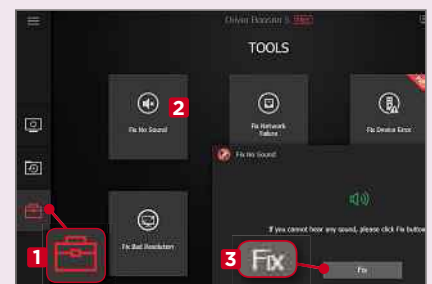 Driver Booster 5
TOOLS
2
Fix No Sound
Fix Network
Failure
Fix Device Error
Fix No Sound
If you cannot hear any sound, please click Fix button
Fix Bad Resolution
1
3
Fix
Fix